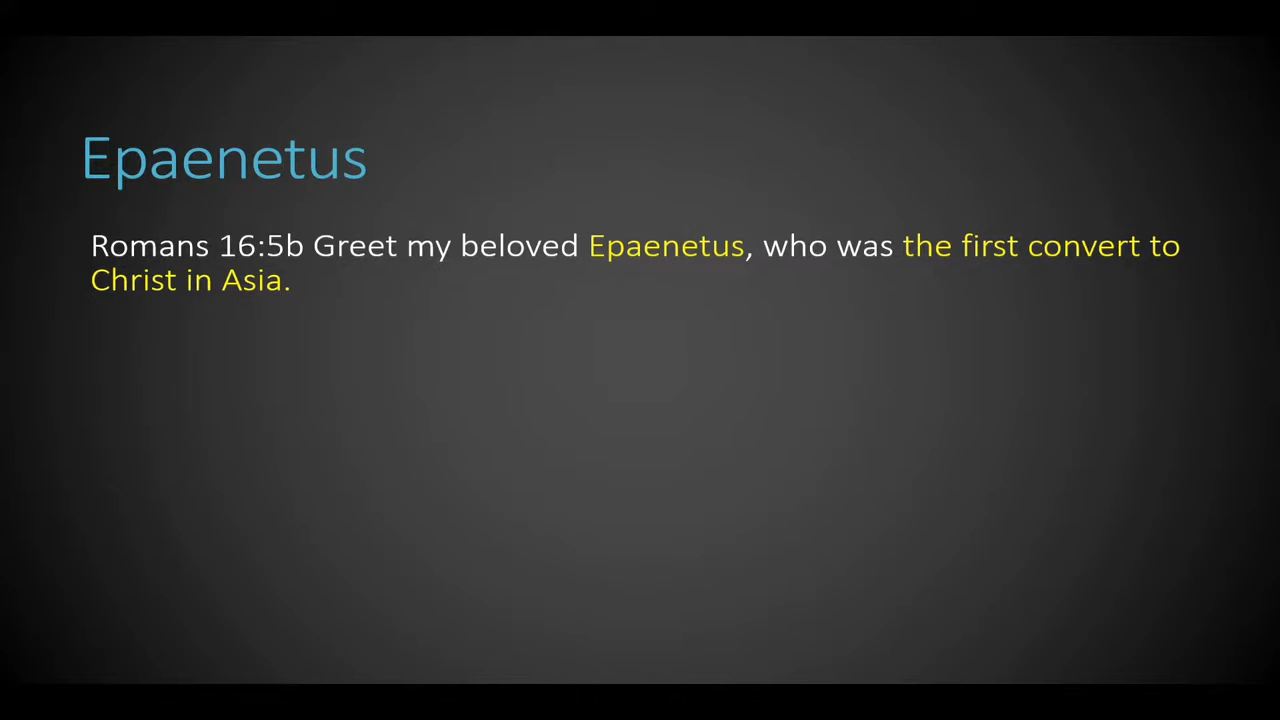 Epaenetus
Romans 16:5b Greet my beloved Epaenetus, who was the first convert to
Christ in Asia.